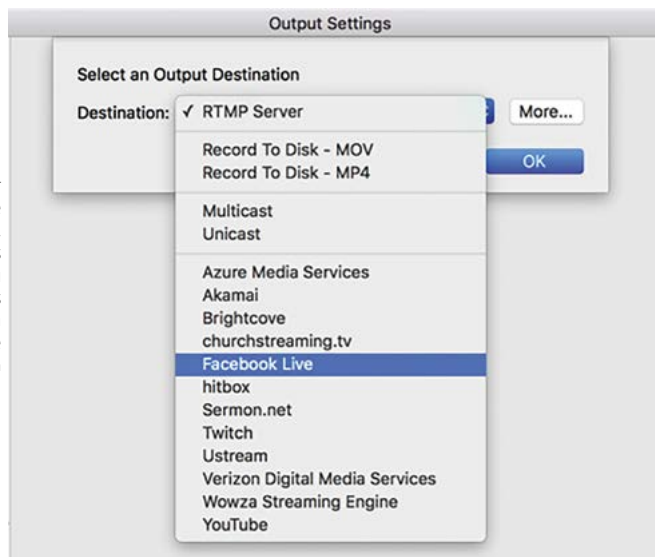 Output Settings
Select an Output Destination
Destination: ✓ RTMP Server More...
Record To Disk - MOV
Record To Disk - MP4
OK
Multicast
Unicast
Azure Media Services
Akamai
Brightcove
churchstreaming.tv
Facebook Live
hitbox
Sermon.net
Twitch
Ustream
Verizon Digital Media Services
Wowza Streaming Engine
YouTube